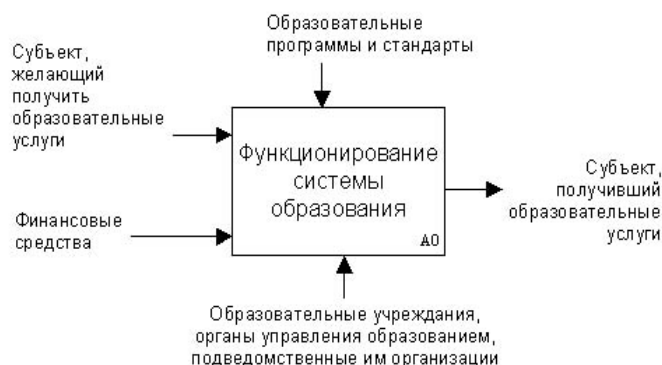 Образовательные
программы и стандарты
Субъект,
желающий
получить
образовательные
услуги
Функционирование
системы
образования
A0
Субъект,
получивший
образовательные
услуги
Финансовые
средства
Образовательные учреждания,
органы управления образованием,
подведомственные им организации